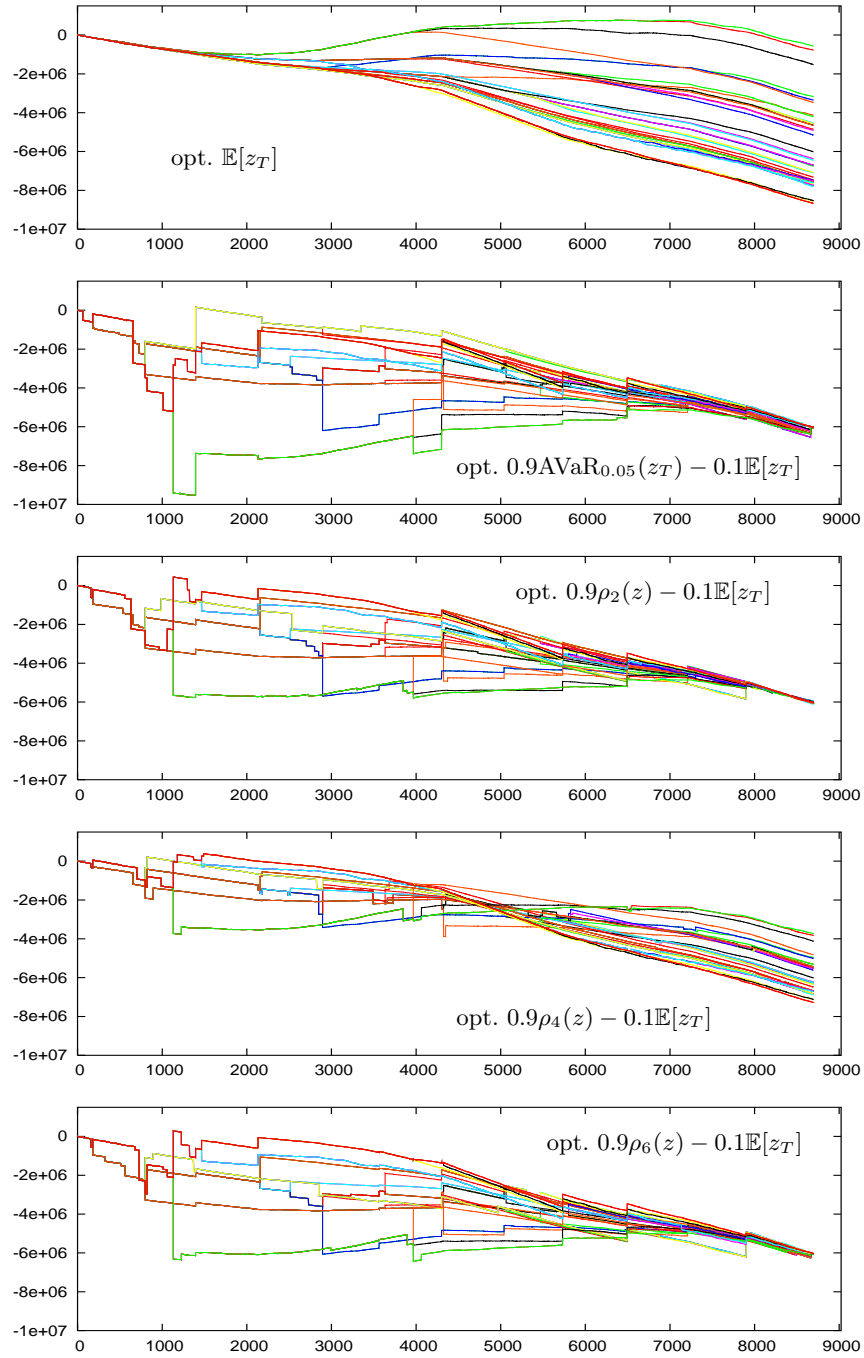 0
-2e+06
-4e+06
-6e+06
-8e+06
-1e+07
opt. 𝔼[z_T]
0 1000 2000 3000 4000 5000 6000 7000 8000 9000
0
-2e+06
-4e+06
-6e+06
-8e+06
-1e+07
opt. 0.9AVaR_{0.05}(z_T) − 0.1𝔼[z_T]
0 1000 2000 3000 4000 5000 6000 7000 8000 9000
0
-2e+06
-4e+06
-6e+06
-8e+06
-1e+07
opt. 0.9ρ_2(z) − 0.1𝔼[z_T]
0 1000 2000 3000 4000 5000 6000 7000 8000 9000
0
-2e+06
-4e+06
-6e+06
-8e+06
-1e+07
opt. 0.9ρ_4(z) − 0.1𝔼[z_T]
0 1000 2000 3000 4000 5000 6000 7000 8000 9000
0
-2e+06
-4e+06
-6e+06
-8e+06
-1e+07
opt. 0.9ρ_6(z) − 0.1𝔼[z_T]
0 1000 2000 3000 4000 5000 6000 7000 8000 9000